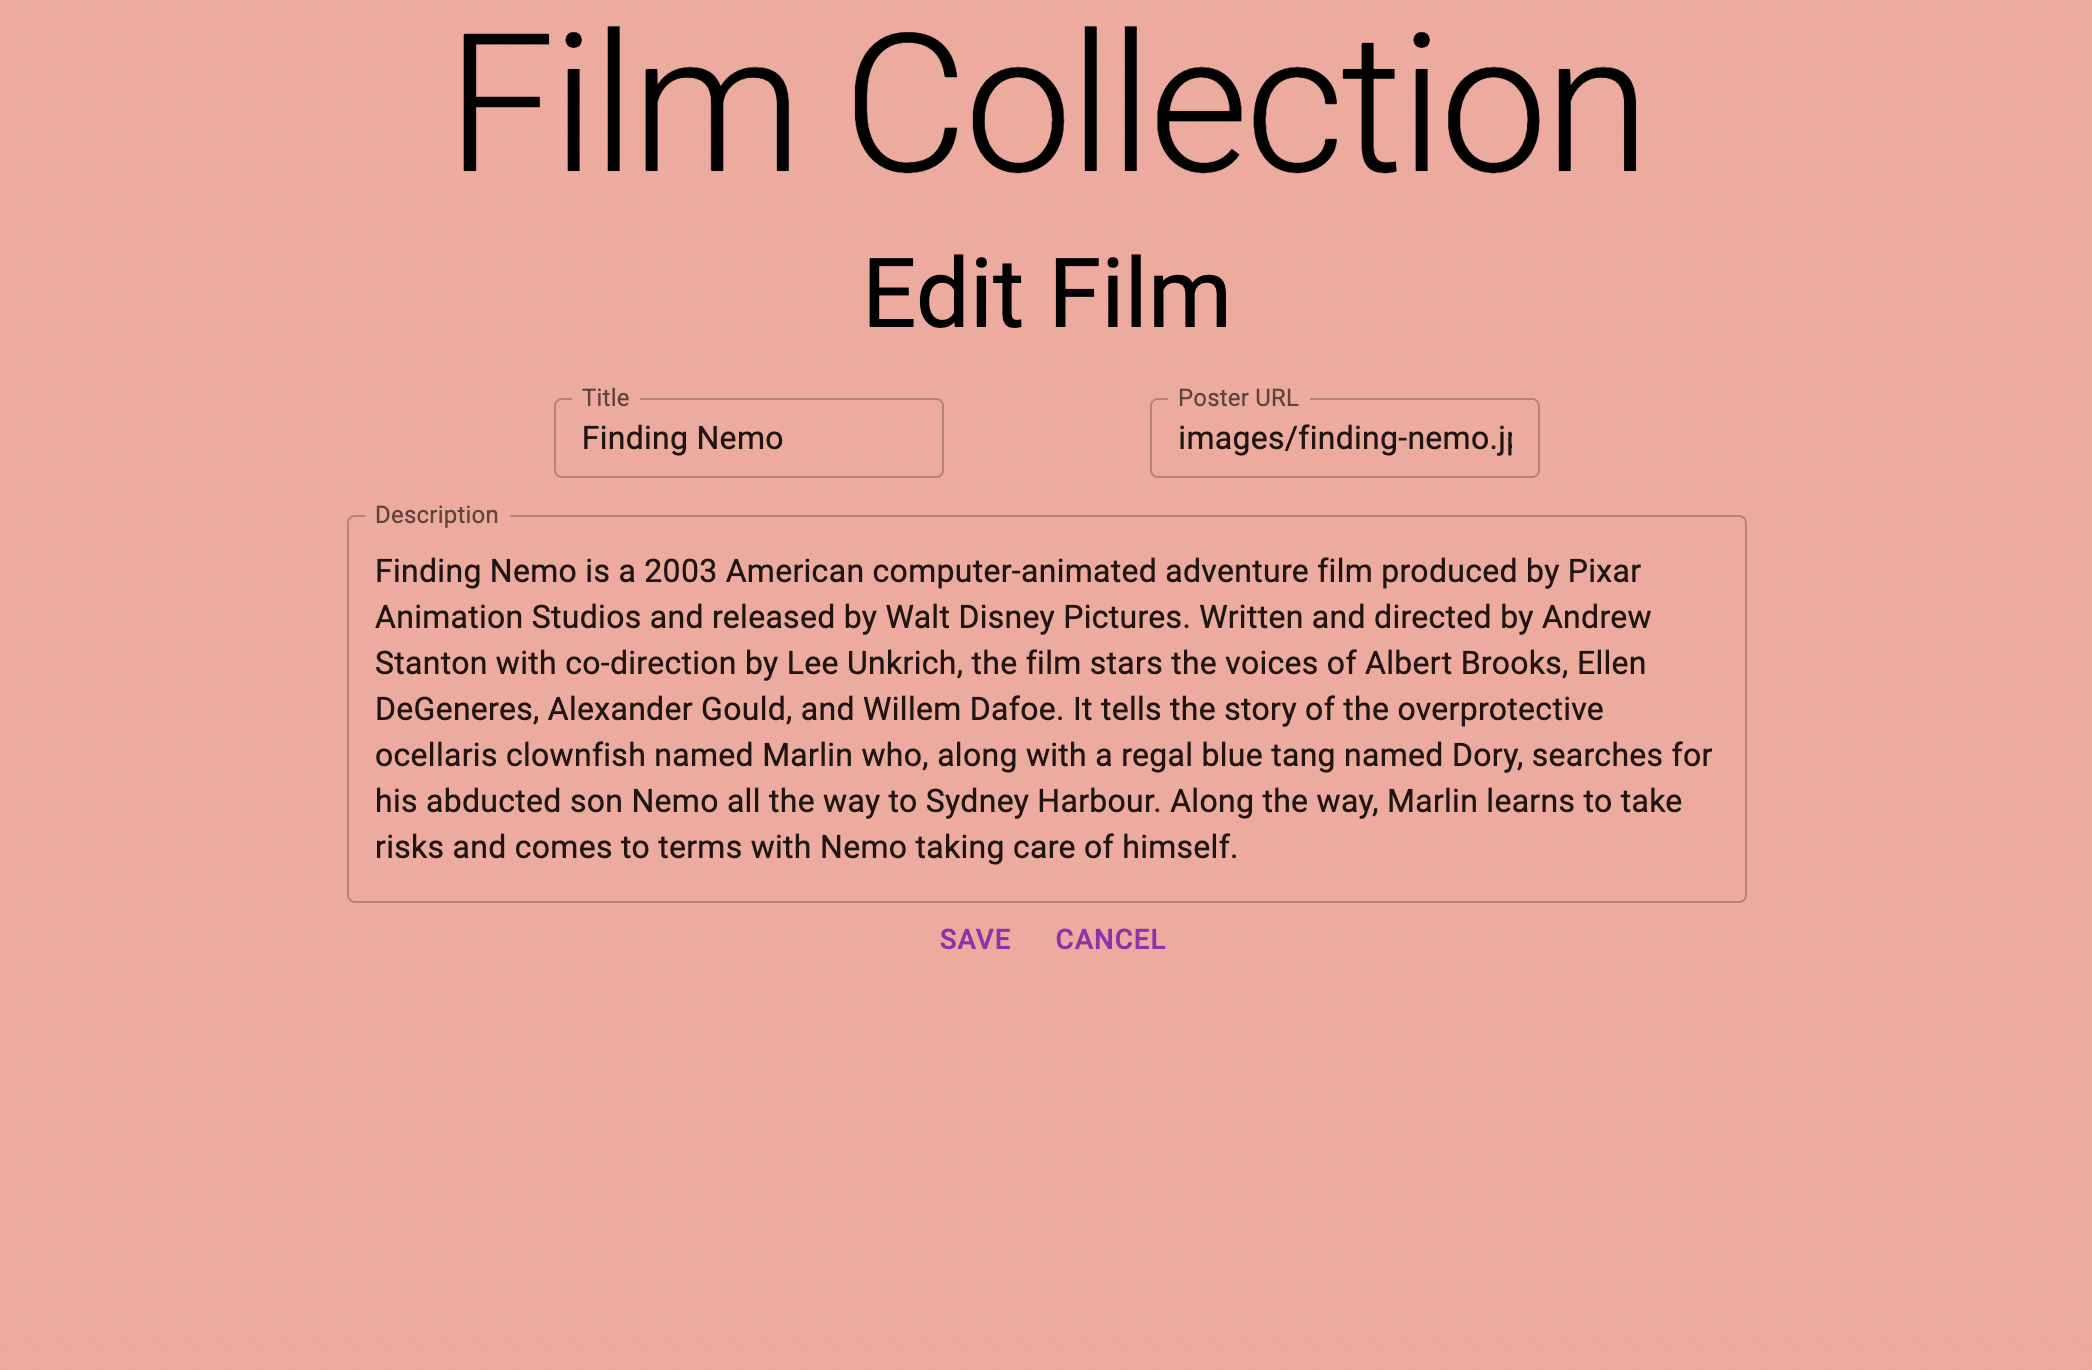 Film Collection
Edit Film
Title
Finding Nemo
Poster URL
images/finding-nemo.jp
Description
Finding Nemo is a 2003 American computer-animated adventure film produced by Pixar
Animation Studios and released by Walt Disney Pictures. Written and directed by Andrew
Stanton with co-direction by Lee Unkrich, the film stars the voices of Albert Brooks, Ellen
DeGeneres, Alexander Gould, and Willem Dafoe. It tells the story of the overprotective
ocellaris clownfish named Marlin who, along with a regal blue tang named Dory, searches for
his abducted son Nemo all the way to Sydney Harbour. Along the way, Marlin learns to take
risks and comes to terms with Nemo taking care of himself.
SAVE CANCEL